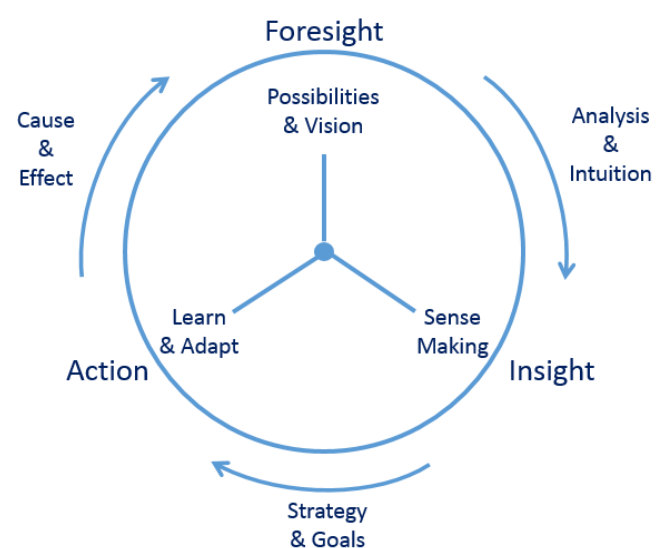 Foresight
Possibilities
& Vision
Cause
&
Effect
Analysis
&
Intuition
Learn
& Adapt
Sense
Making
Action
Insight
Strategy
& Goals